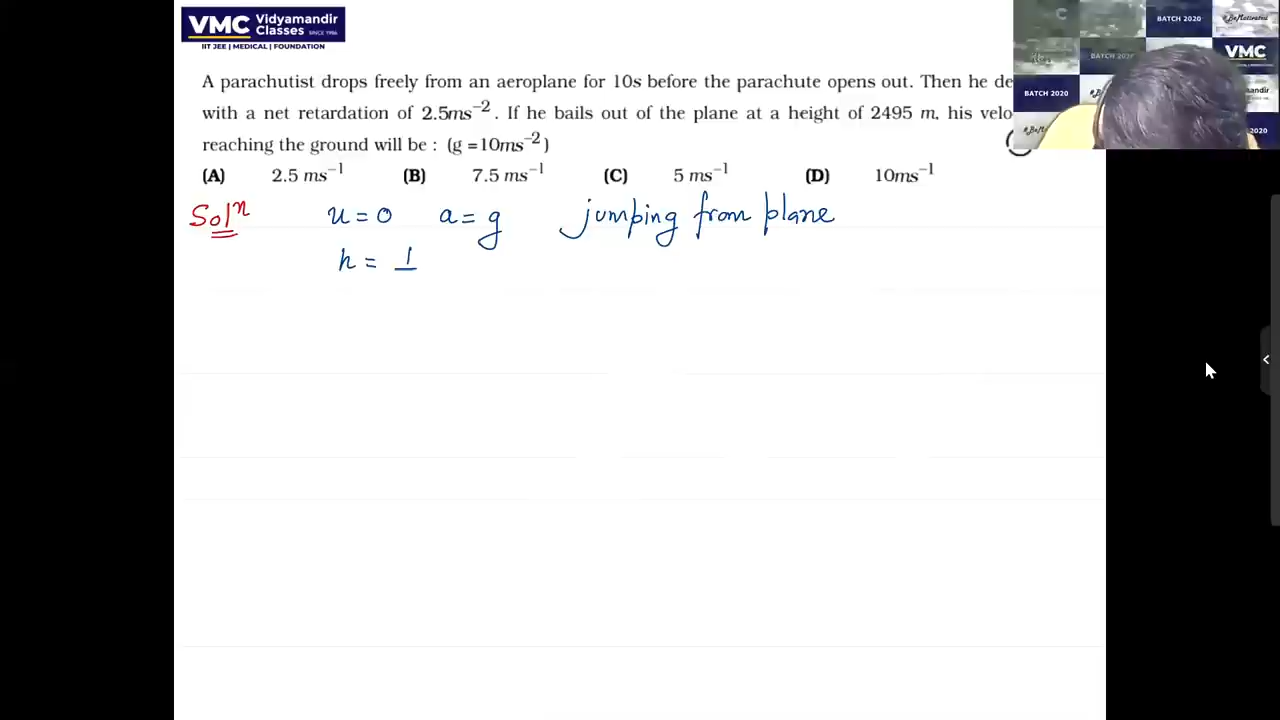 VMC Vidyamandir Classes SINCE 1986
IIT JEE | MEDICAL | FOUNDATION
BATCH 2020
#BeMotivated
BATCH 2020
VMC
BATCH 2020
A parachutist drops freely from an aeroplane for 10s before the parachute opens out. Then he de
with a net retardation of 2.5ms⁻². If he bails out of the plane at a height of 2495 m, his velo
reaching the ground will be : (g =10ms⁻²)
(A) 2.5 ms⁻¹ (B) 7.5 ms⁻¹ (C) 5 ms⁻¹ (D) 10ms⁻¹
Solⁿ u = 0 a = g jumping from plane
h = 1